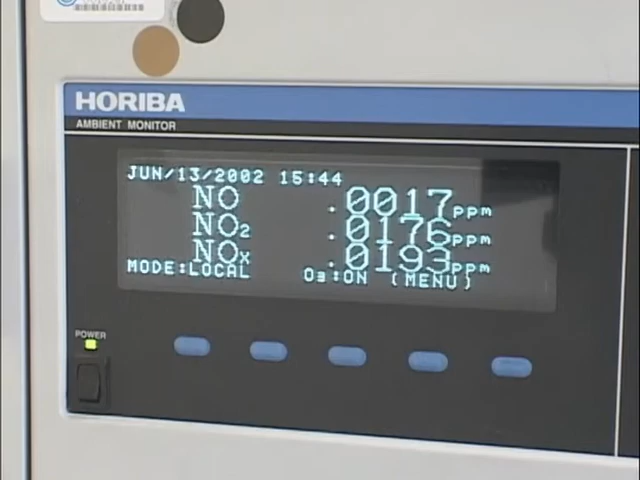 HORIBA
AMBIENT MONITOR
JUN/13/2002 15:44
NO .0017ppm
NO₂ .0176ppm
NOx .0193ppm
MODE:LOCAL O₃:ON (MENU)
POWER